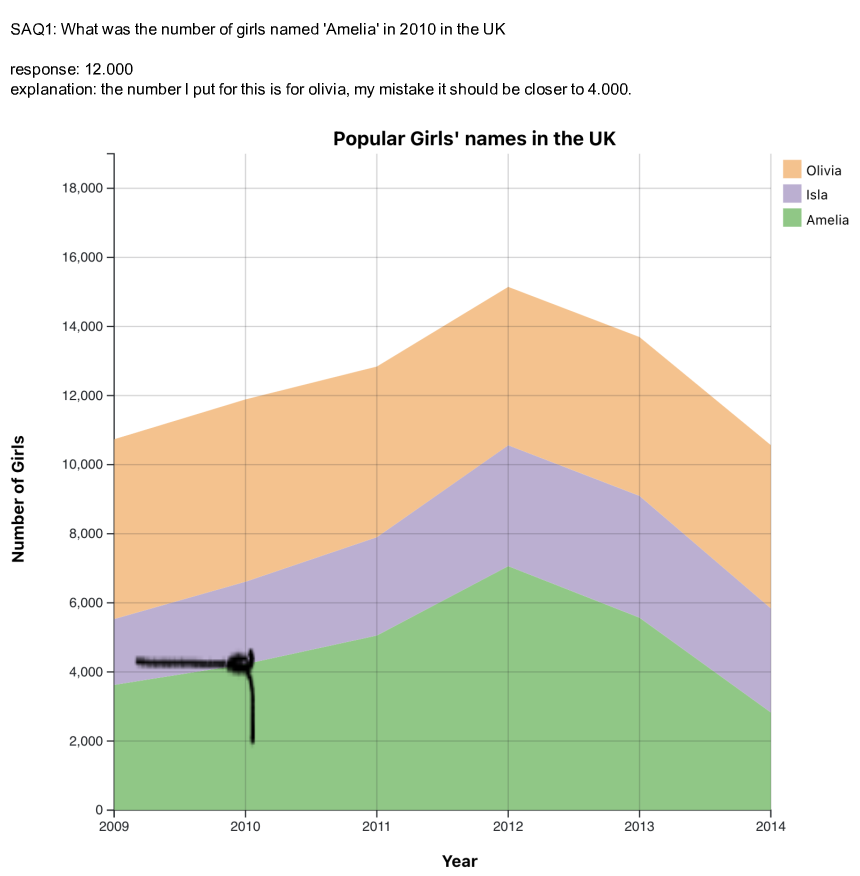 SAQ1: What was the number of girls named 'Amelia' in 2010 in the UK
response: 12.000
explanation: the number I put for this is for olivia, my mistake it should be closer to 4.000.
Popular Girls' names in the UK
Olivia
Isla
Amelia
18,000
16,000
14,000
12,000
10,000
8,000
6,000
4,000
2,000
0
Number of Girls
2009 2010 2011 2012 2013 2014
Year